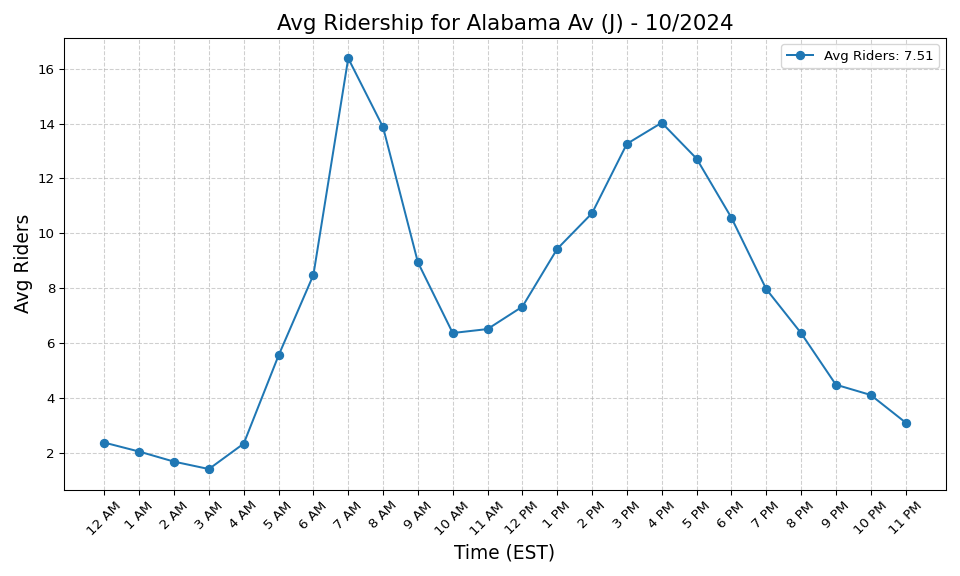 Avg Ridership for Alabama Av (J) - 10/2024
Avg Riders: 7.51
Avg Riders
16
14
12
10
8
6
4
2
12 AM
1 AM
2 AM
3 AM
4 AM
5 AM
6 AM
7 AM
8 AM
9 AM
10 AM
11 AM
12 PM
1 PM
2 PM
3 PM
4 PM
5 PM
6 PM
7 PM
8 PM
9 PM
10 PM
11 PM
Time (EST)